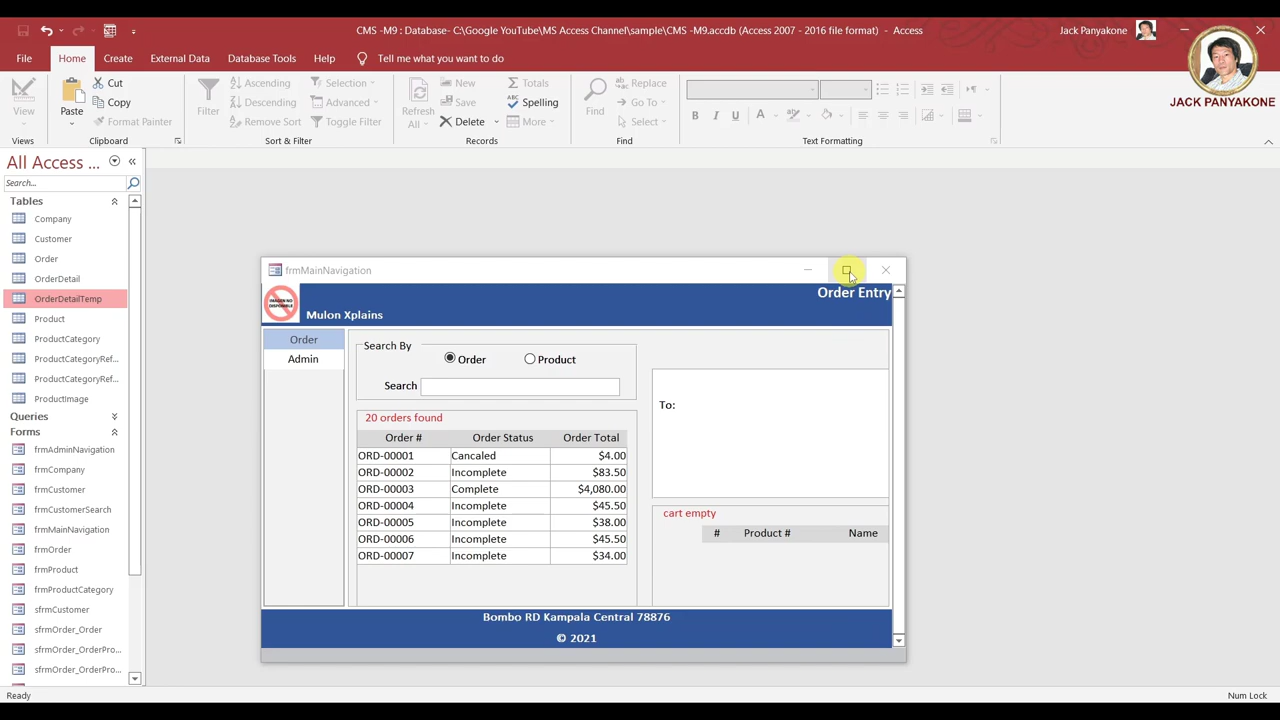 CMS -M9 : Database- C:\Google YouTube\MS Access Channel\sample\CMS -M9.accdb (Access 2007 - 2016 file format) - Access
Jack Panyakone
File Home Create External Data Database Tools Help Tell me what you want to do
JACK PANYAKONE
View
Views
Paste
Cut
Copy
Format Painter
Clipboard
Filter
Ascending
Descending
Remove Sort
Selection
Advanced
Toggle Filter
Sort & Filter
Refresh
All
New
Save
Delete
Totals
Spelling
More
Records
Find
Replace
Go To
Select
Find
B I U A
Text Formatting
All Access ...
Search...
Tables
Company
Customer
Order
OrderDetail
OrderDetailTemp
Product
ProductCategory
ProductCategoryRef...
ProductCategoryRef...
ProductImage
Queries
Forms
frmAdminNavigation
frmCompany
frmCustomer
frmCustomerSearch
frmMainNavigation
frmOrder
frmProduct
frmProductCategory
sfrmCustomer
sfrmOrder_Order
sfrmOrder_OrderPro...
sfrmOrder_OrderPro...
frmMainNavigation
IMAGEN NO
DISPONIBLE
Mulon Xplains
Order Entry
Order
Admin
Search By
Order Product
Search
20 orders found
Order # Order Status Order Total
ORD-00001 Cancaled $4.00
ORD-00002 Incomplete $83.50
ORD-00003 Complete $4,080.00
ORD-00004 Incomplete $45.50
ORD-00005 Incomplete $38.00
ORD-00006 Incomplete $45.50
ORD-00007 Incomplete $34.00
To:
cart empty
# Product # Name
Bombo RD Kampala Central 78876
© 2021
Ready
Num Lock